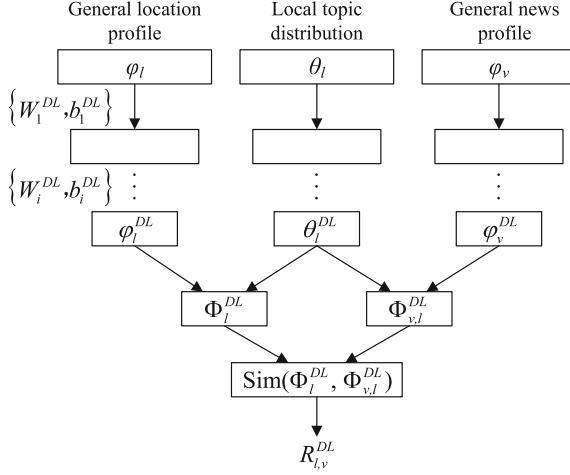 General location profile
Local topic distribution
General news profile
φ_l
θ_l
φ_v
{W_1^{DL}, b_1^{DL}}
{W_i^{DL}, b_i^{DL}}
φ_l^{DL}
θ_l^{DL}
φ_v^{DL}
Φ_l^{DL}
Φ_{v,l}^{DL}
Sim(Φ_l^{DL}, Φ_{v,l}^{DL})
R_{l,v}^{DL}